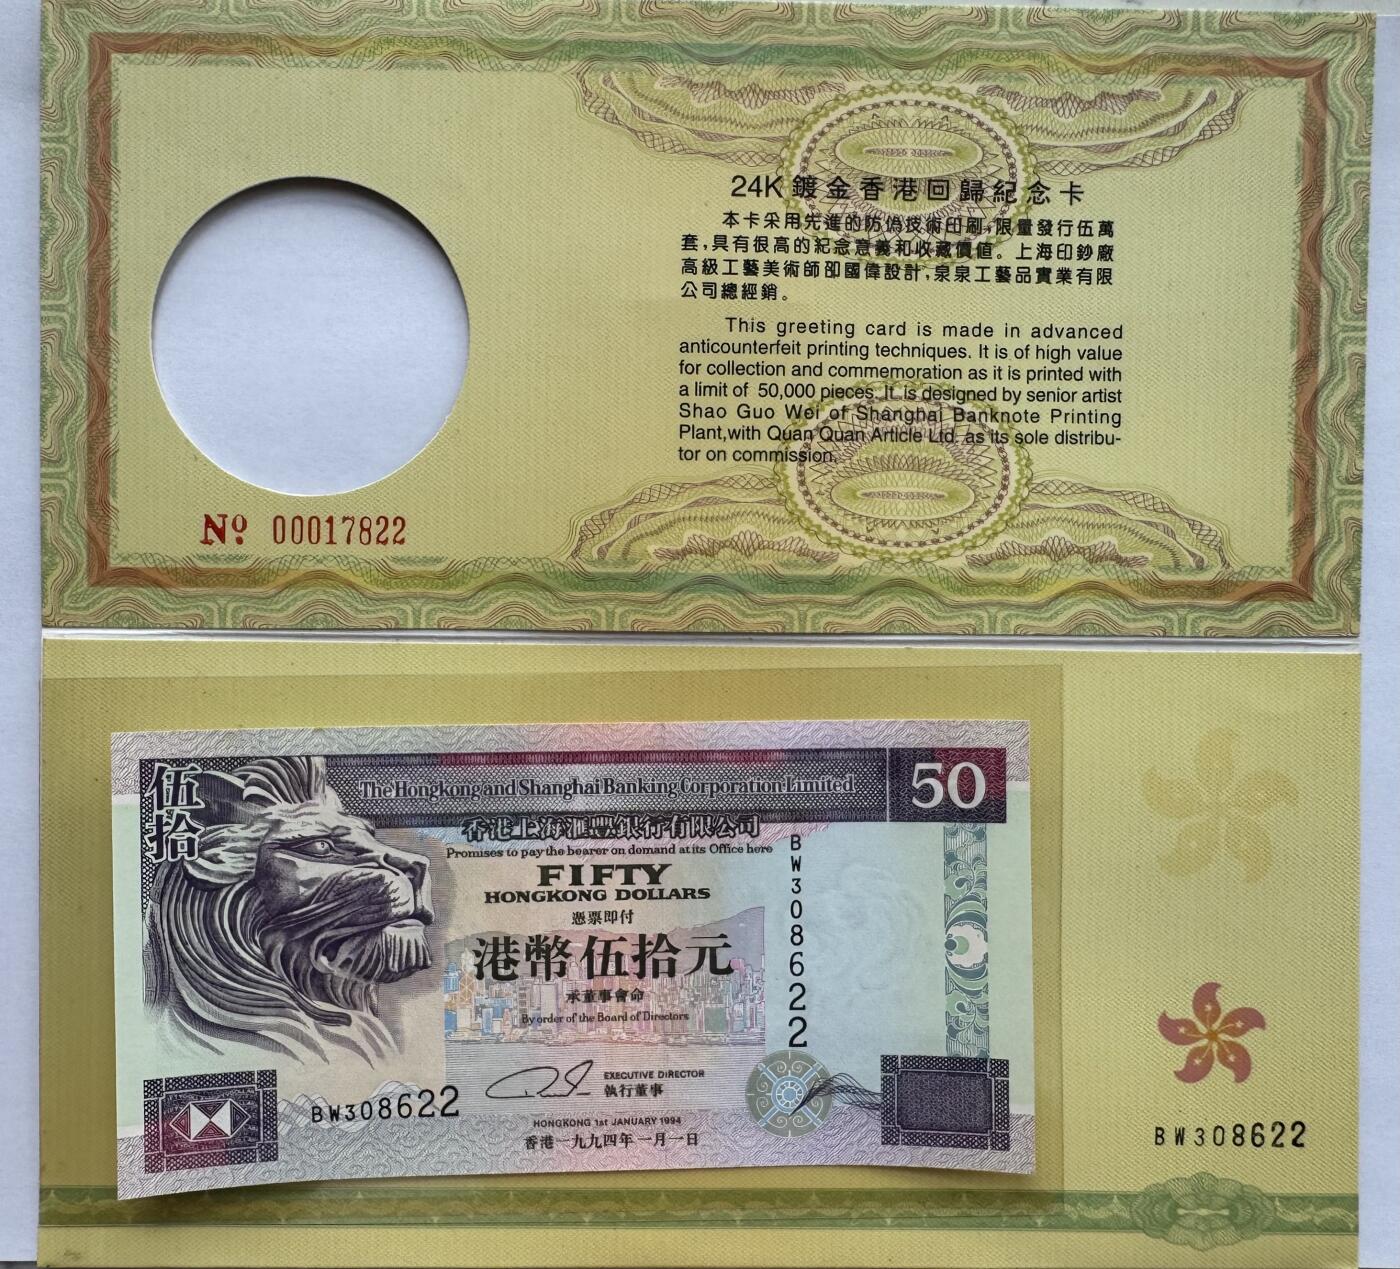 24K鍍金香港回歸紀念卡
本卡采用先進的防偽技術印刷,限量發行伍萬
套,具有很高的紀念意義和收藏價值。上海印鈔廠
高級工藝美術師卲國偉設計,泉泉工藝品實業有限
公司總經銷。
This greeting card is made in advanced
anticounterfeit printing techniques. It is of high value
for collection and commemoration as it is printed with
a limit of 50,000 pieces. It is designed by senior artist
Shao Guo Wei of Shanghai Banknote Printing
Plant,with Quan Quan Article Ltd. as its sole distribu-
tor on commission.
Nº 00017822
伍拾
The Hongkong and Shanghai Banking Corporation Limited
50
香港上海滙豐銀行有限公司
Promises to pay the bearer on demand at its Office here
FIFTY
HONGKONG DOLLARS
憑票即付
港幣伍拾元
承董事會命
By order of the Board of Directors
BW308622
EXECUTIVE DIRECTOR
執行董事
BW308622
HONGKONG 1st JANUARY 1994
香港一九九四年一月一日
BW308622